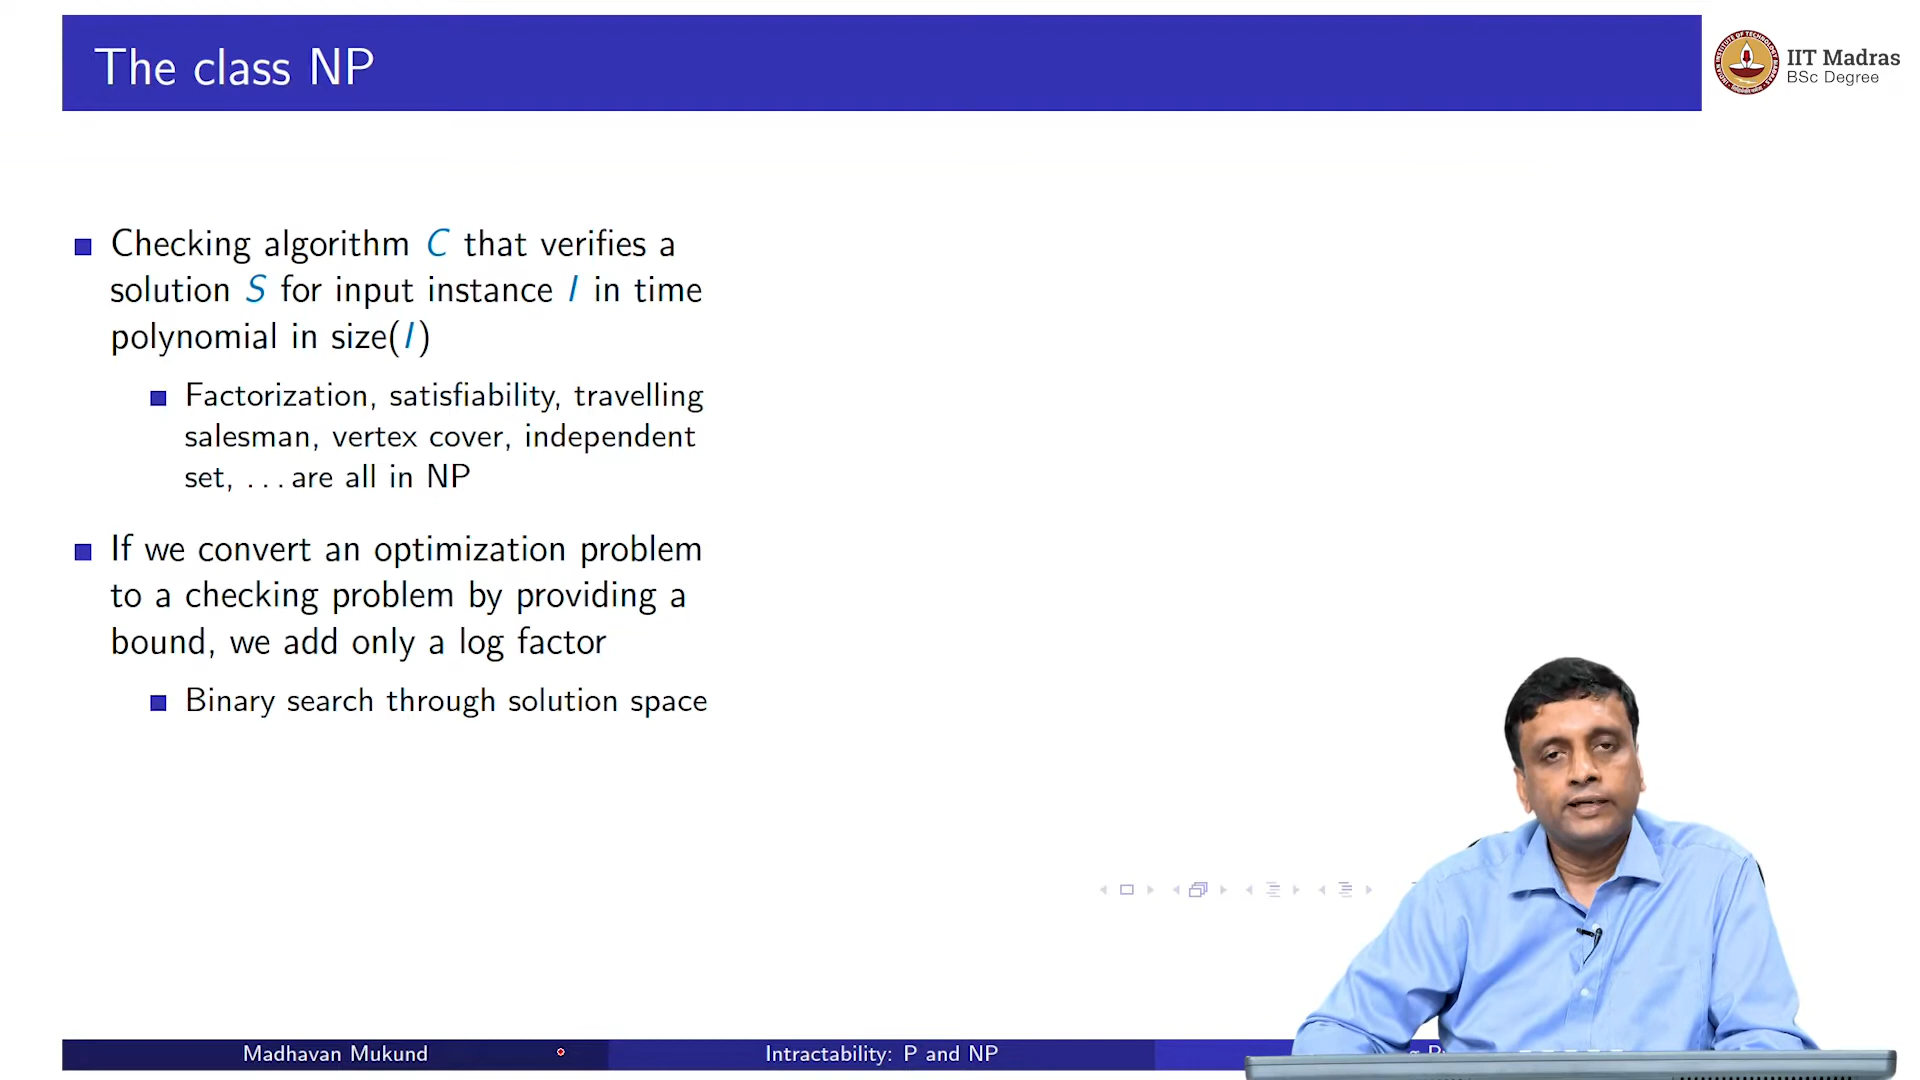 The class NP
IIT Madras
BSc Degree
Checking algorithm C that verifies a
solution S for input instance I in time
polynomial in size(I)
Factorization, satisfiability, travelling
salesman, vertex cover, independent
set, ...are all in NP
If we convert an optimization problem
to a checking problem by providing a
bound, we add only a log factor
Binary search through solution space
Madhavan Mukund
Intractability: P and NP